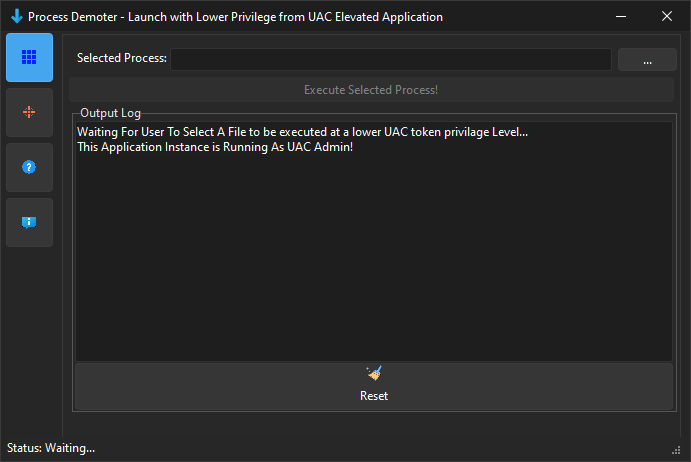 Process Demoter - Launch with Lower Privilege from UAC Elevated Application
Selected Process:
...
Execute Selected Process!
Output Log
Waiting For User To Select A File to be executed at a lower UAC token privilage Level...
This Application Instance is Running As UAC Admin!
Reset
Status: Waiting...